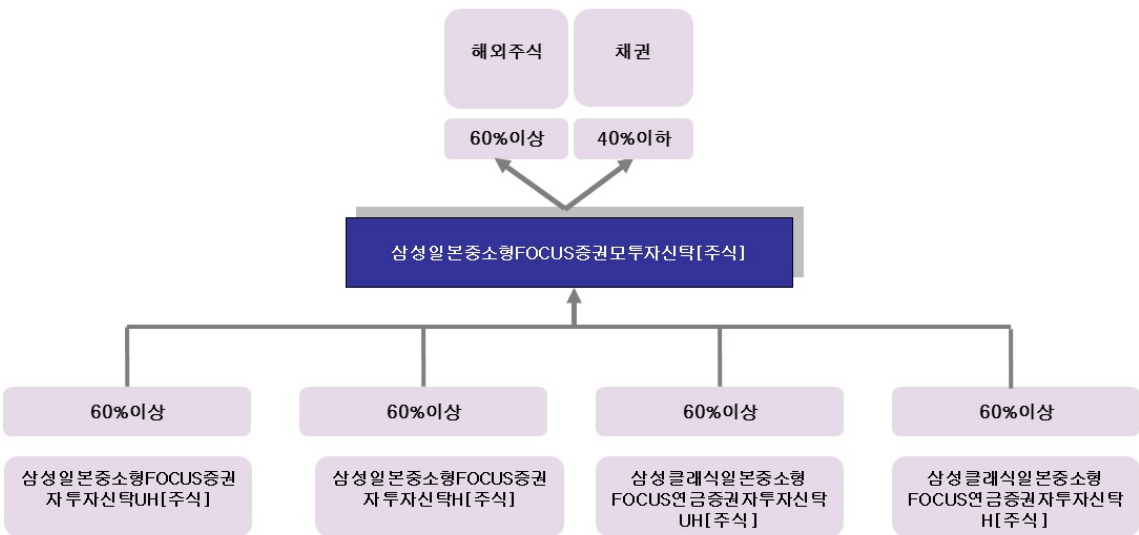 해외주식
채권
60%이상
40%이하
삼성일본중소형FOCUS증권모투자신탁[주식]
60%이상
60%이상
60%이상
60%이상
삼성일본중소형FOCUS증권
자투자신탁UH[주식]
삼성일본중소형FOCUS증권
자투자신탁H[주식]
삼성클래식일본중소형
FOCUS연금증권자투자신탁
UH[주식]
삼성클래식일본중소형
FOCUS연금증권자투자신탁
H[주식]